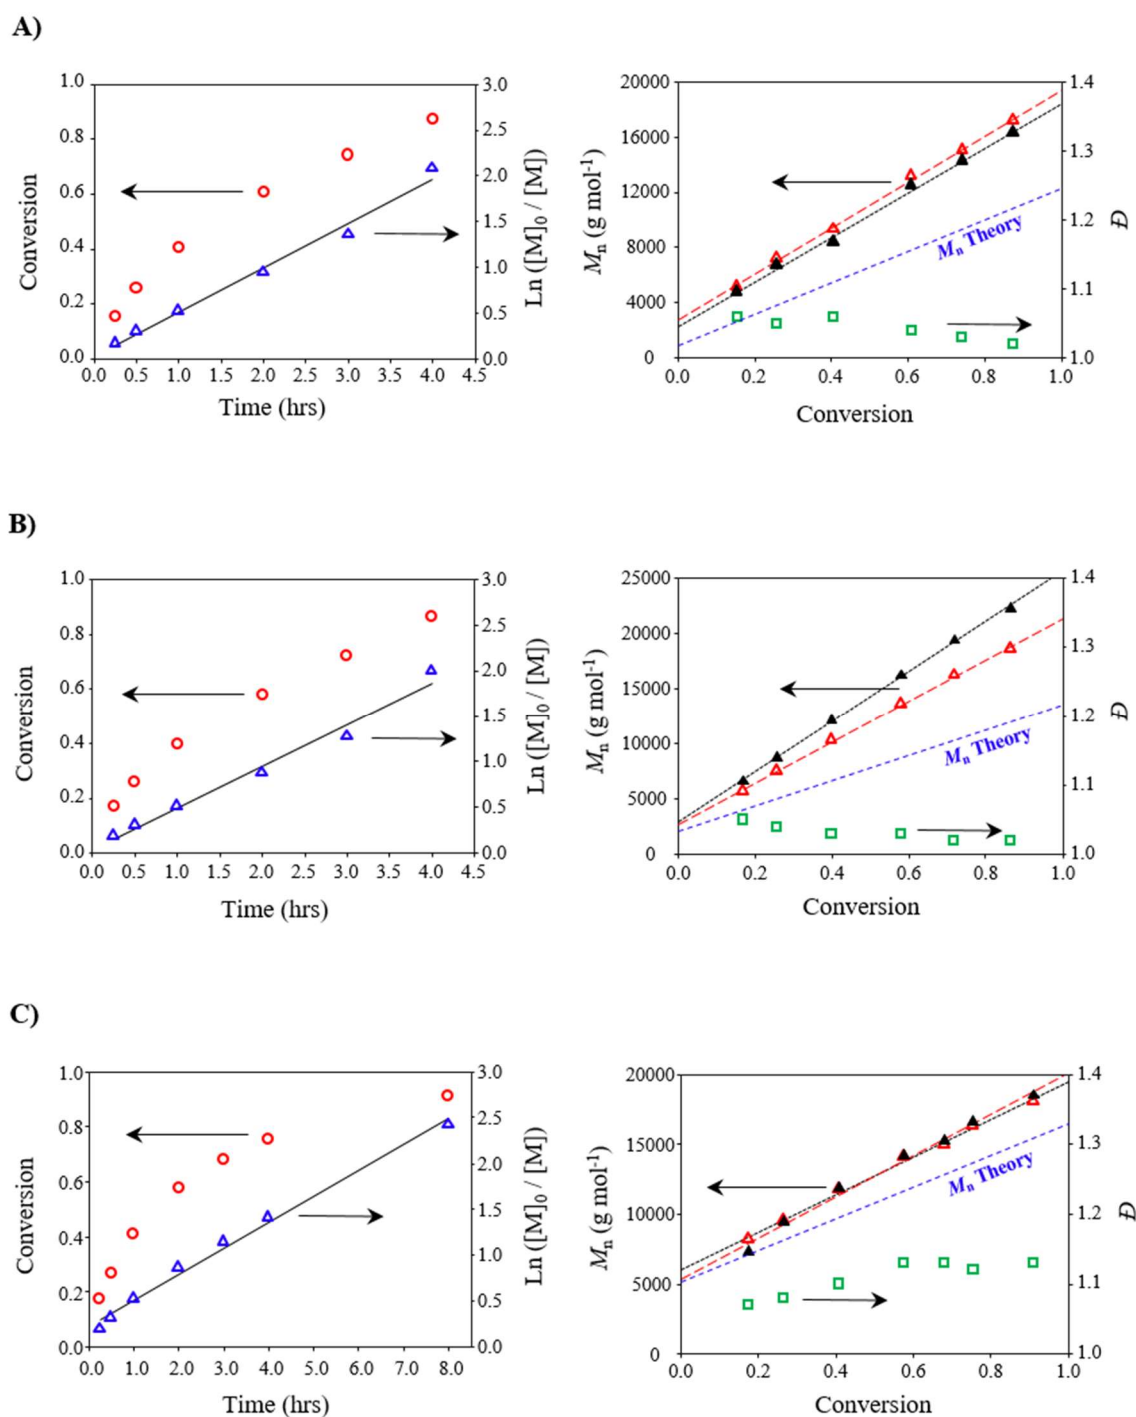 A)
Conversion
1.0
0.8
0.6
0.4
0.2
0.0
0.0 0.5 1.0 1.5 2.0 2.5 3.0 3.5 4.0 4.5
Time (hrs)
3.0
2.5
2.0
1.5
1.0
0.5
0.0
Ln ([M]0 / [M])
Mn (g mol-1)
20000
16000
12000
8000
4000
0
0.0 0.2 0.4 0.6 0.8 1.0
Conversion
Mn Theory
1.4
1.3
1.2
1.1
1.0
Đ
B)
Conversion
1.0
0.8
0.6
0.4
0.2
0.0
0.0 0.5 1.0 1.5 2.0 2.5 3.0 3.5 4.0 4.5
Time (hrs)
3.0
2.5
2.0
1.5
1.0
0.5
0.0
Ln ([M]0 / [M])
Mn (g mol-1)
25000
20000
15000
10000
5000
0
0.0 0.2 0.4 0.6 0.8 1.0
Conversion
Mn Theory
1.4
1.3
1.2
1.1
1.0
Đ
C)
Conversion
1.0
0.8
0.6
0.4
0.2
0.0
0.0 1.0 2.0 3.0 4.0 5.0 6.0 7.0 8.0
Time (hrs)
3.0
2.5
2.0
1.5
1.0
0.5
0.0
Ln ([M]0 / [M])
Mn (g mol-1)
20000
15000
10000
5000
0
0.0 0.2 0.4 0.6 0.8 1.0
Conversion
Mn Theory
1.4
1.3
1.2
1.1
1.0
Đ